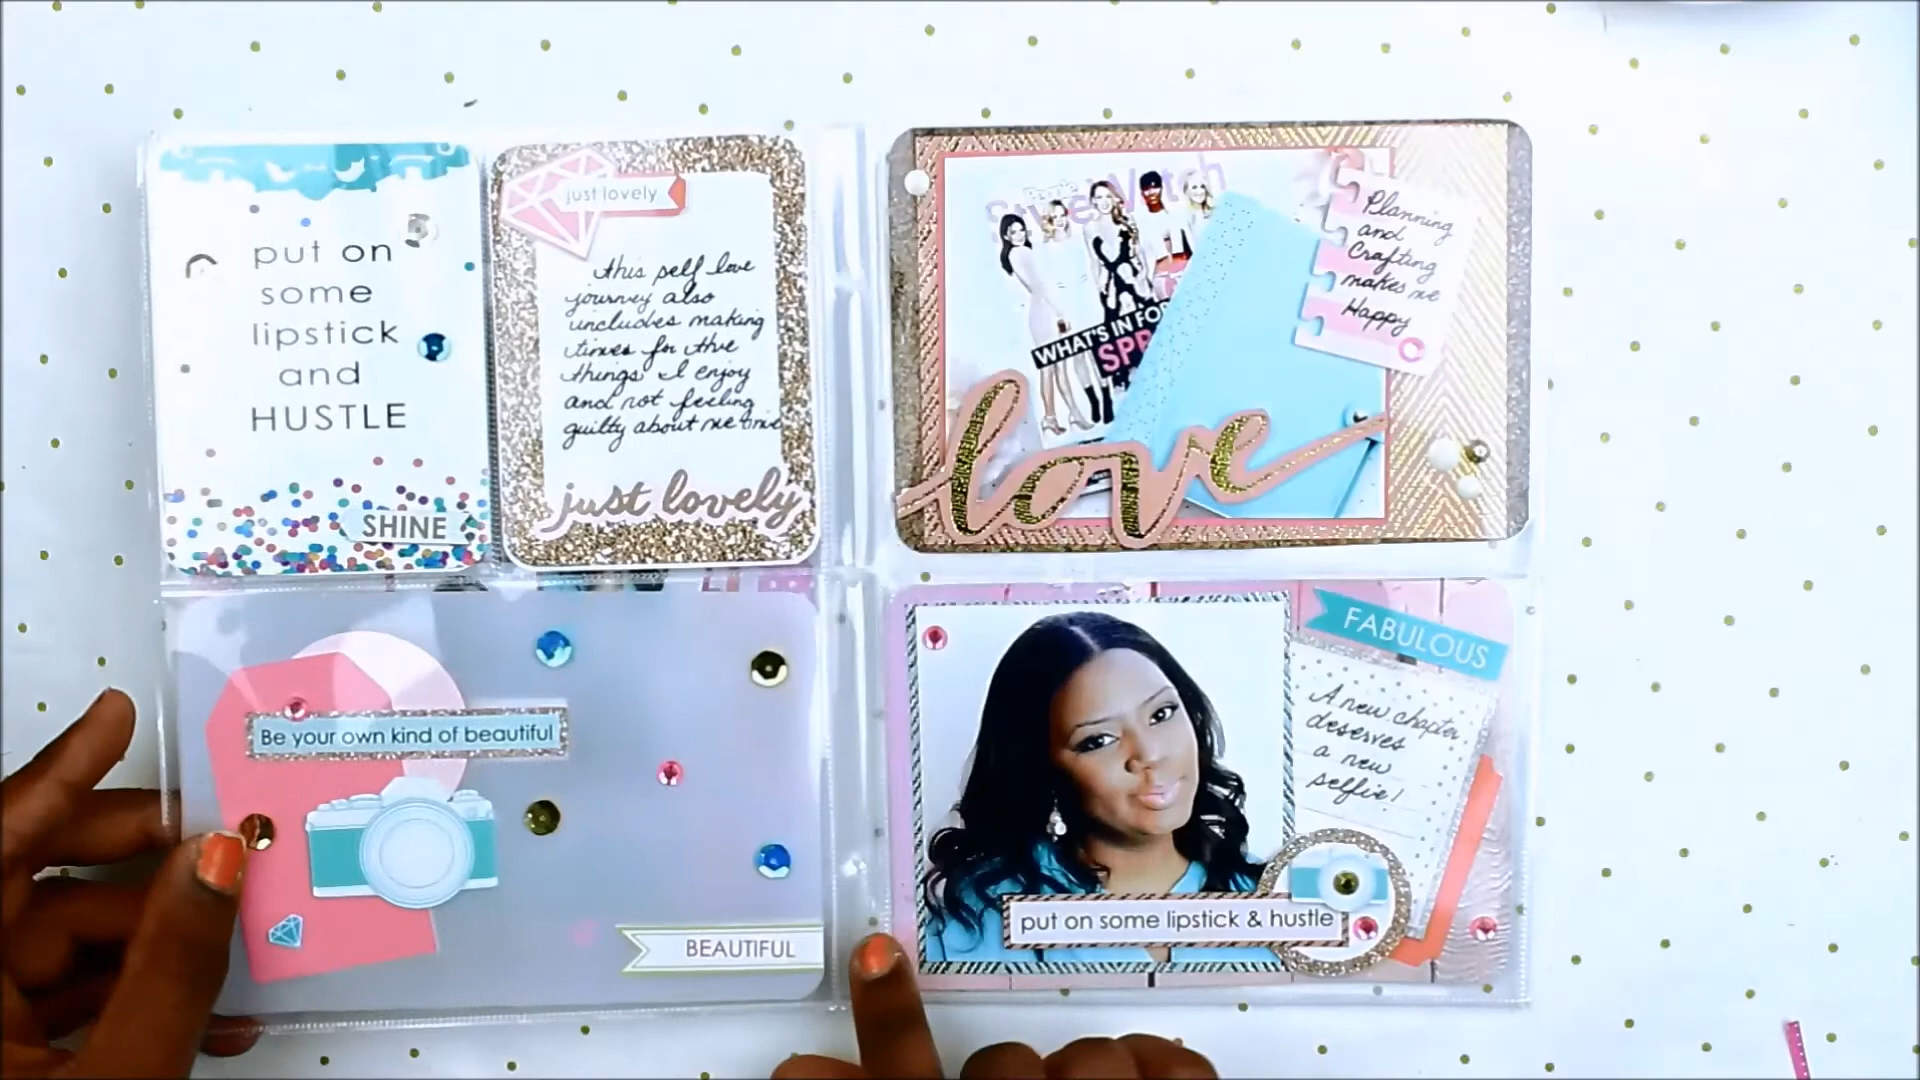 put on
some
lipstick
and
HUSTLE
SHINE
just lovely
this self love
journey also
includes making
times for the
things I enjoy
and not feeling
guilty about me time
just lovely
People
StyleWatch
WHAT'S IN FO
SPR
love
Planning
and
Crafting
makes me
Happy
Be your own kind of beautiful
BEAUTIFUL
FABULOUS
A new chapter
deserves
a new
selfie!
put on some lipstick & hustle